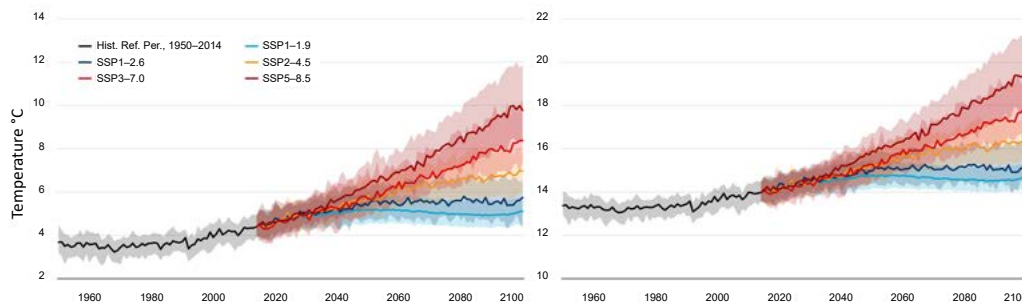 14
12
10
8
6
4
2
Temperature °C
Hist. Ref. Per., 1950–2014
SSP1–1.9
SSP1–2.6
SSP2–4.5
SSP3–7.0
SSP5–8.5
1960 1980 2000 2020 2040 2060 2080 2100
22
20
18
16
14
12
10
1960 1980 2000 2020 2040 2060 2080 210